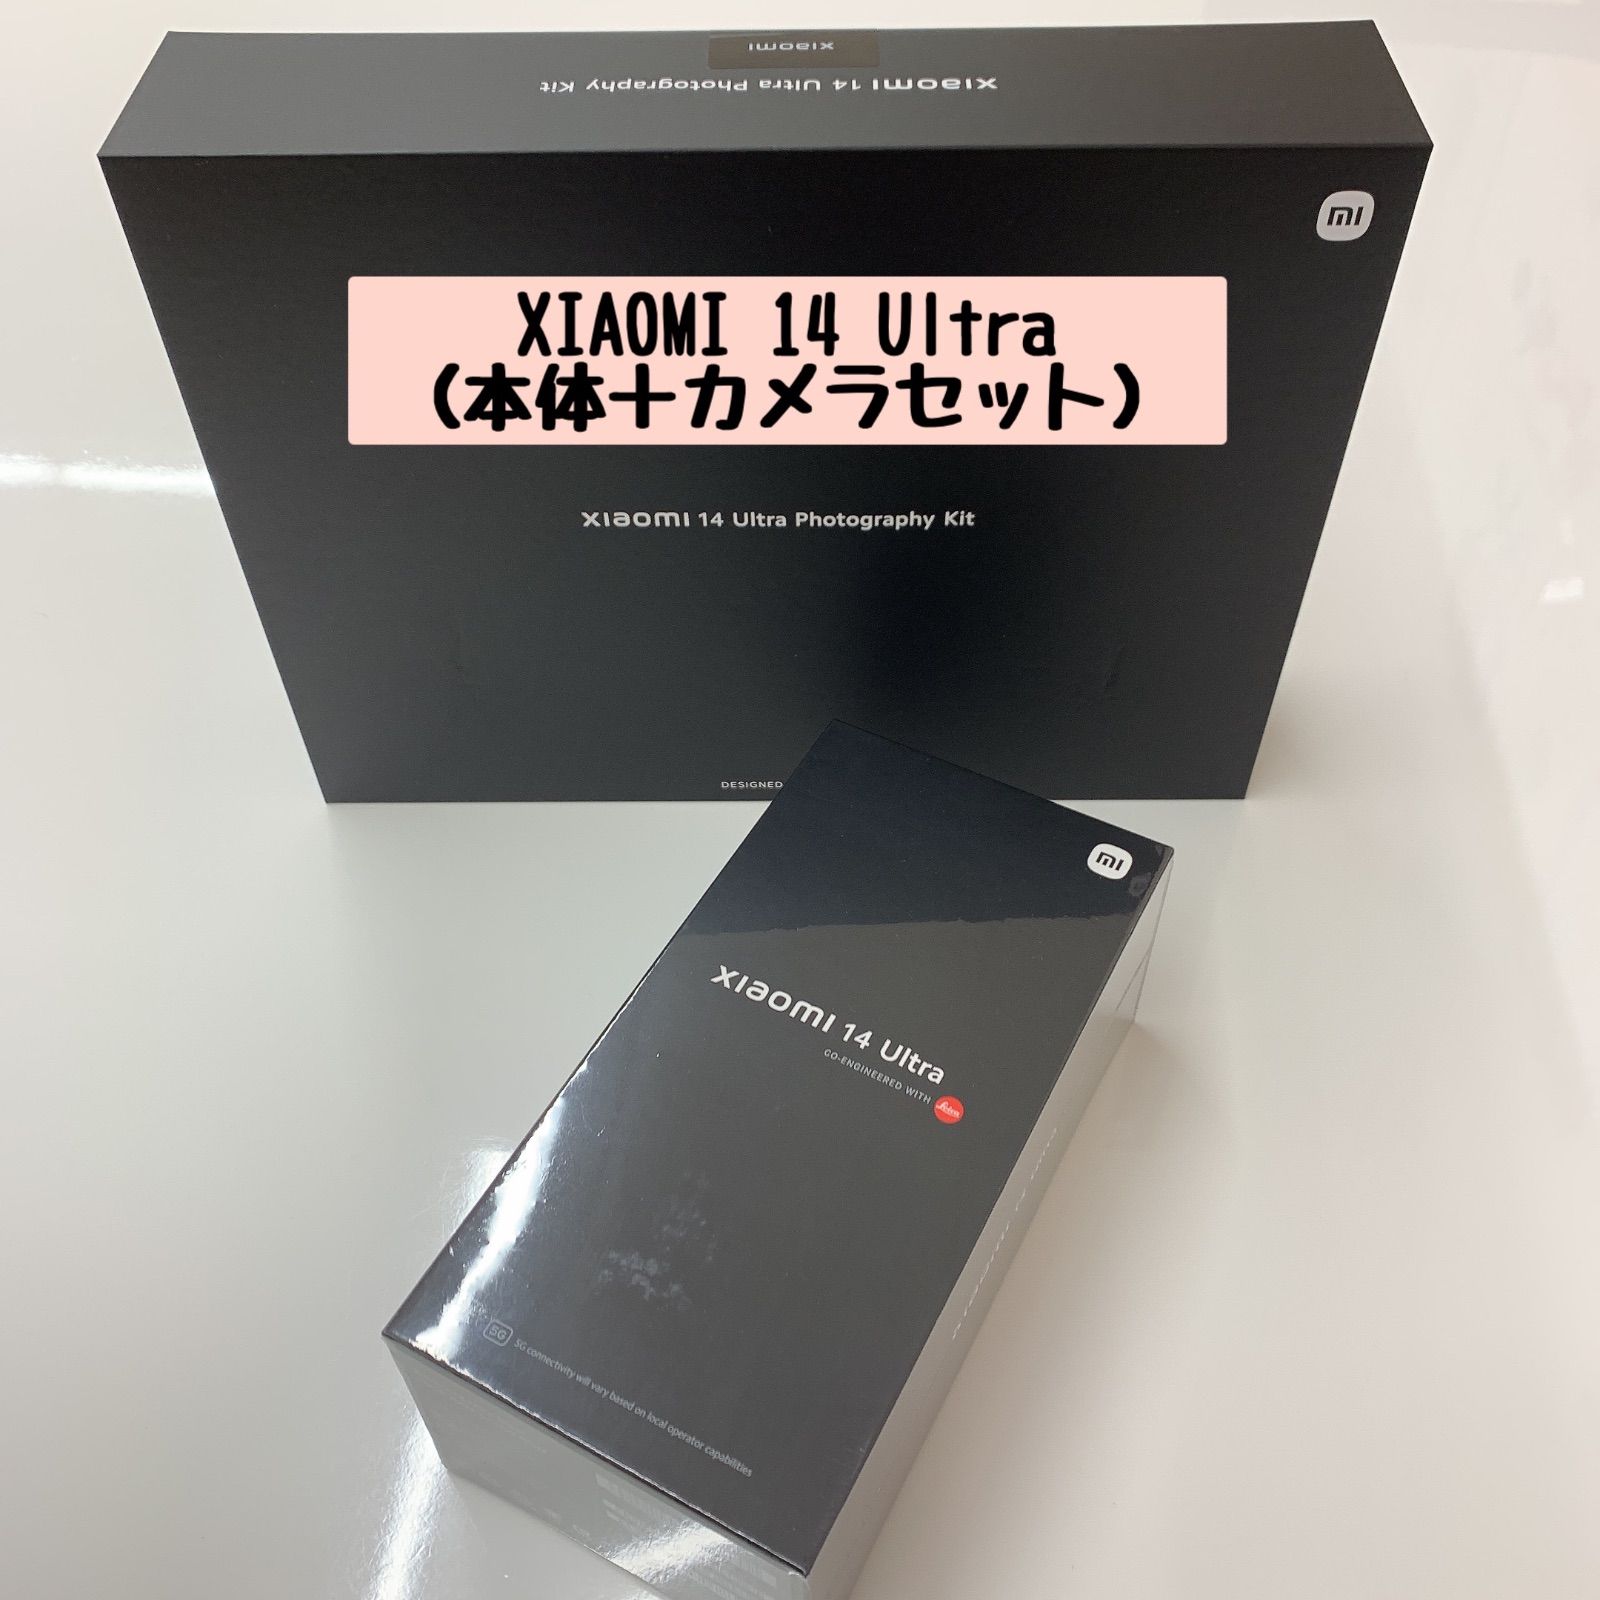 xiaomi
xiaomi 14 Ultra Photography Kit
mi
XIAOMI 14 Ultra
(本体+カメラセット)
xiaomi 14 Ultra Photography Kit
DESIGNED
mi
xiaomi 14 Ultra
CO-ENGINEERED WITH Leica
5G 5G connectivity will vary based on local operator capabilities